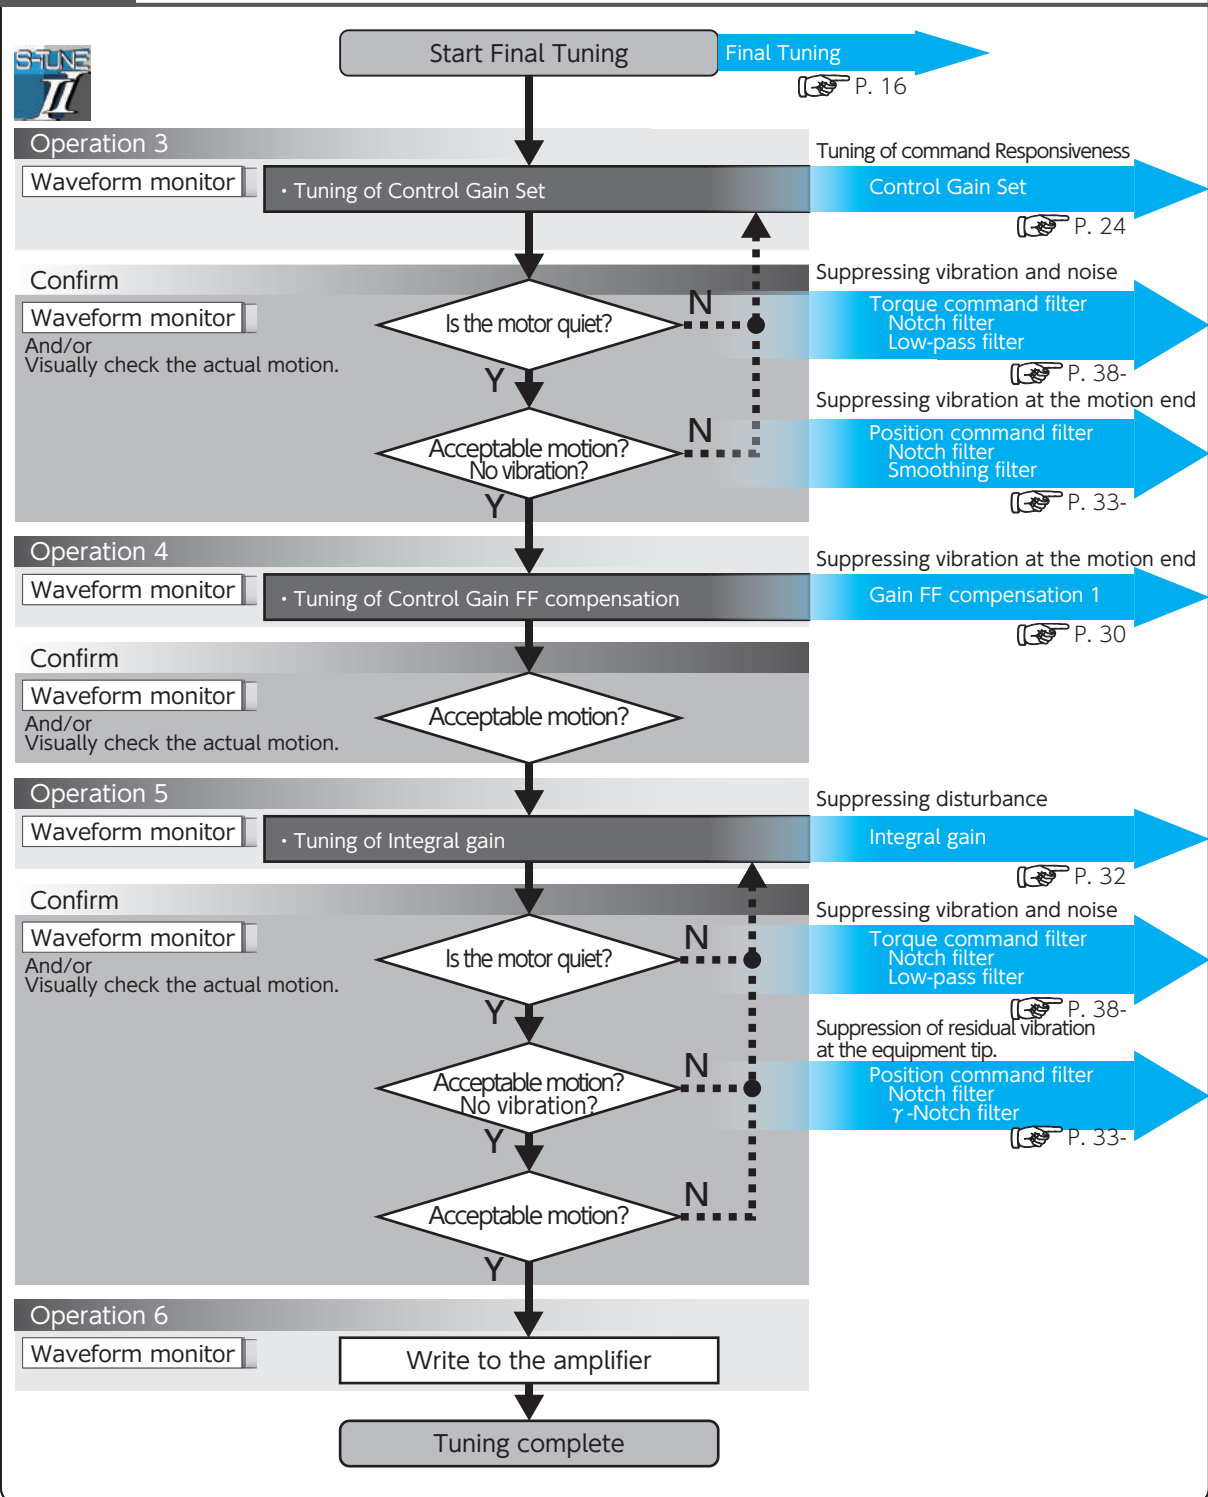 S-TUNE
II
Start Final Tuning
Final Tuning
P. 16
Operation 3
Waveform monitor
・Tuning of Control Gain Set
Tuning of command Responsiveness
Control Gain Set
P. 24
Confirm
Waveform monitor
And/or
Visually check the actual motion.
Is the motor quiet?
N
Y
Suppressing vibration and noise
Torque command filter
Notch filter
Low-pass filter
P. 38-
Acceptable motion?
No vibration?
N
Y
Suppressing vibration at the motion end
Position command filter
Notch filter
Smoothing filter
P. 33-
Operation 4
Waveform monitor
・Tuning of Control Gain FF compensation
Suppressing vibration at the motion end
Gain FF compensation 1
P. 30
Confirm
Waveform monitor
And/or
Visually check the actual motion.
Acceptable motion?
Operation 5
Waveform monitor
・Tuning of Integral gain
Suppressing disturbance
Integral gain
P. 32
Confirm
Waveform monitor
And/or
Visually check the actual motion.
Is the motor quiet?
N
Y
Suppressing vibration and noise
Torque command filter
Notch filter
Low-pass filter
P. 38-
Acceptable motion?
No vibration?
N
Y
Suppression of residual vibration
at the equipment tip.
Position command filter
Notch filter
γ-Notch filter
P. 33-
Acceptable motion?
N
Y
Operation 6
Waveform monitor
Write to the amplifier
Tuning complete